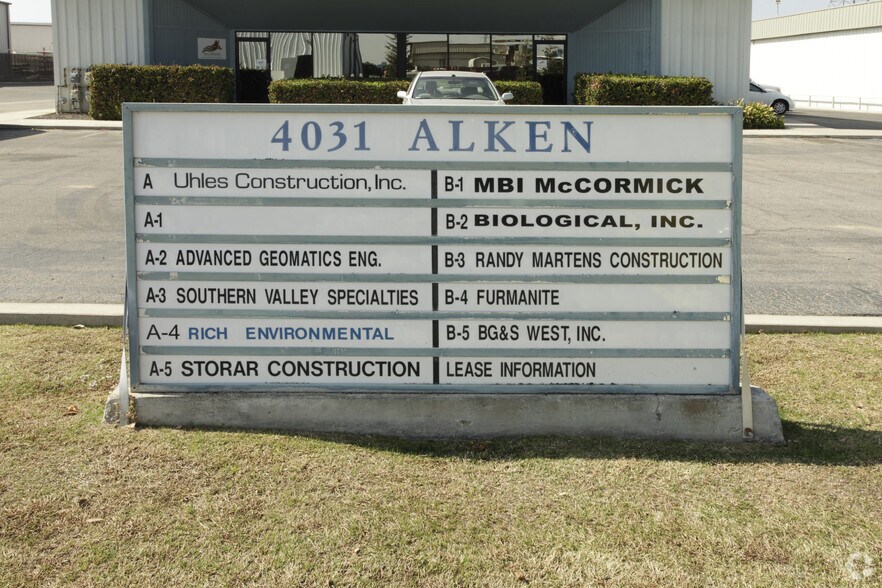 4031 ALKEN
A Uhles Construction, Inc.
A-1
A-2 ADVANCED GEOMATICS ENG.
A-3 SOUTHERN VALLEY SPECIALTIES
A-4 RICH ENVIRONMENTAL
A-5 STORAR CONSTRUCTION
B-1 MBI McCORMICK
B-2 BIOLOGICAL, INC.
B-3 RANDY MARTENS CONSTRUCTION
B-4 FURMANITE
B-5 BG&S WEST, INC.
LEASE INFORMATION